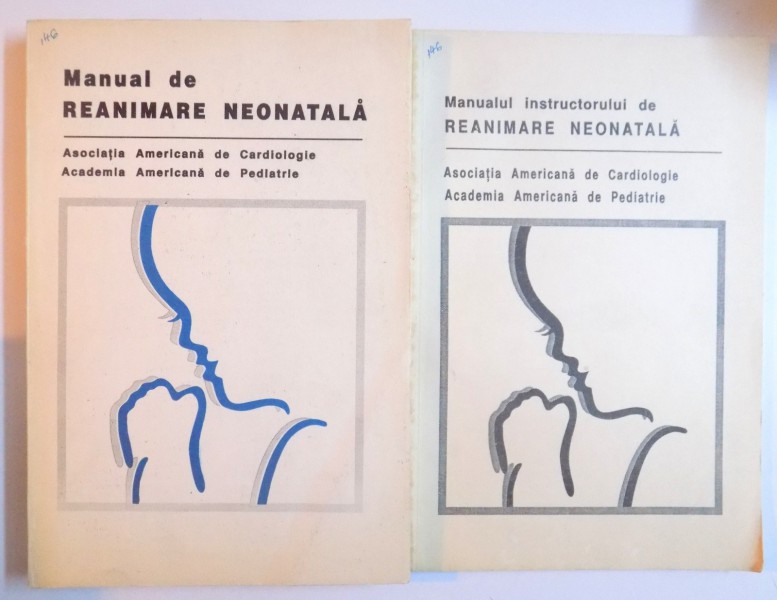 146
Manual de
REANIMARE NEONATALĂ
Asociația Americană de Cardiologie
Academia Americană de Pediatrie
146
Manualul instructorului de
REANIMARE NEONATALĂ
Asociația Americană de Cardiologie
Academia Americană de Pediatrie